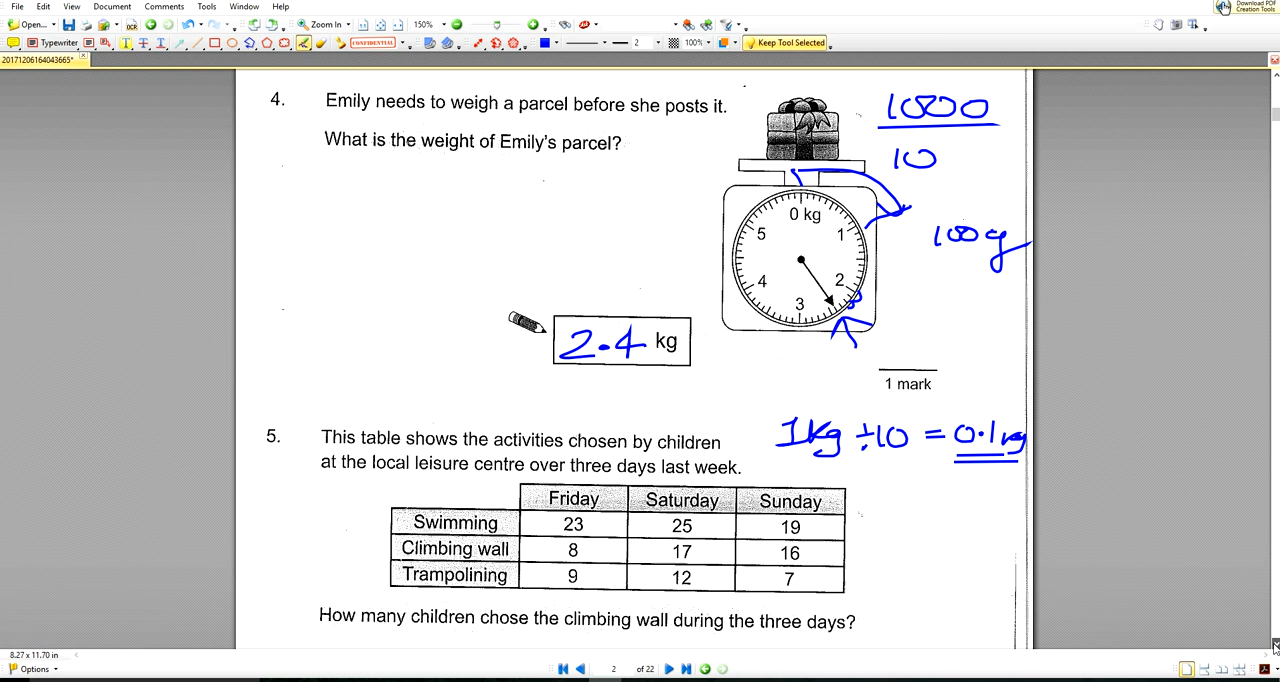 File Edit View Document Comments Tools Window Help
Download PDF Creation Tools
Open... OCR Zoom In 150%
Typewriter CONFIDENTIAL 2 100% Keep Tool Selected
20171206164043665*
4. Emily needs to weigh a parcel before she posts it.
What is the weight of Emily's parcel?
1000
10
0 kg
1
2
3
4
5
100g
2.4 kg
1 mark
1kg ÷10 = 0.1kg
5. This table shows the activities chosen by children
at the local leisure centre over three days last week.
Friday Saturday Sunday
Swimming 23 25 19
Climbing wall 8 17 16
Trampolining 9 12 7
How many children chose the climbing wall during the three days?
8.27 x 11.70 in
Options 2 of 22